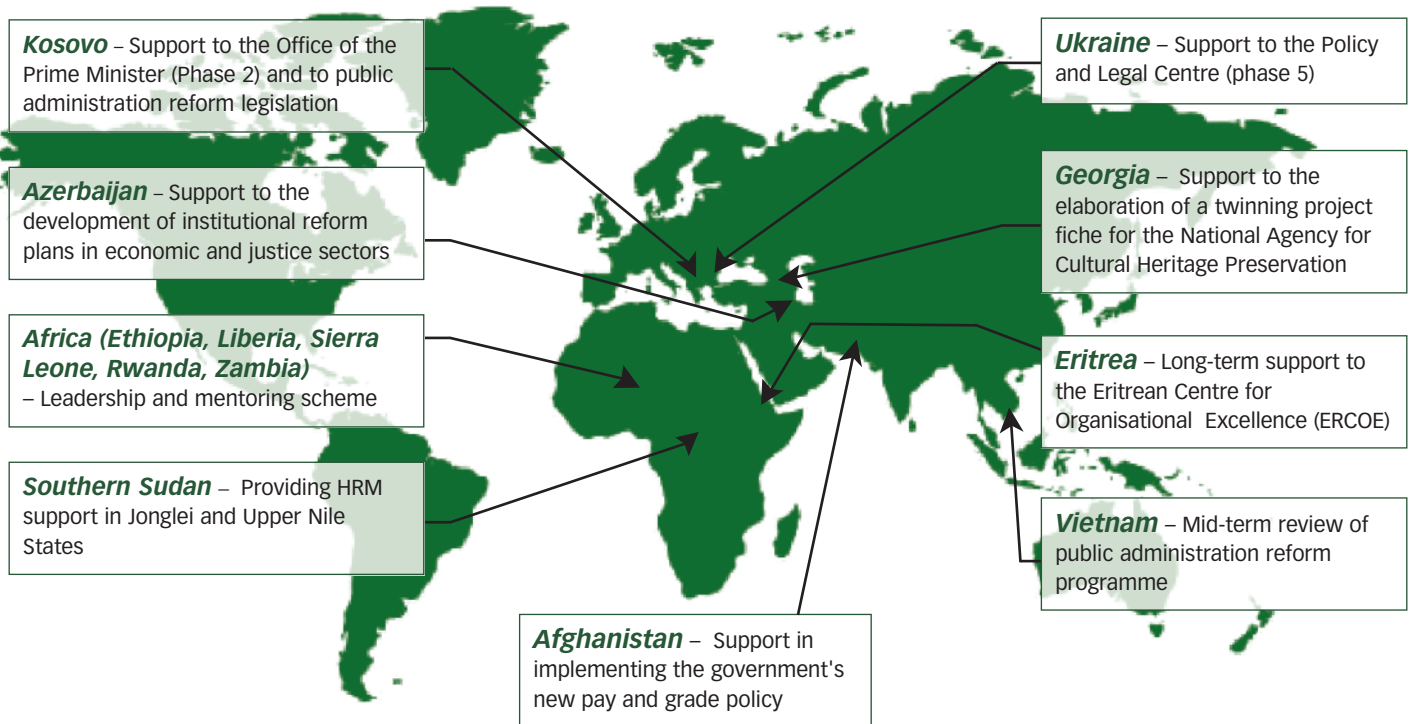 Kosovo – Support to the Office of the
Prime Minister (Phase 2) and to public
administration reform legislation
Azerbaijan – Support to the
development of institutional reform
plans in economic and justice sectors
Africa (Ethiopia, Liberia, Sierra
Leone, Rwanda, Zambia)
– Leadership and mentoring scheme
Southern Sudan – Providing HRM
support in Jonglei and Upper Nile
States
Afghanistan – Support in
implementing the government's
new pay and grade policy
Ukraine – Support to the Policy
and Legal Centre (phase 5)
Georgia – Support to the
elaboration of a twinning project
fiche for the National Agency for
Cultural Heritage Preservation
Eritrea – Long-term support to
the Eritrean Centre for
Organisational Excellence (ERCOE)
Vietnam – Mid-term review of
public administration reform
programme